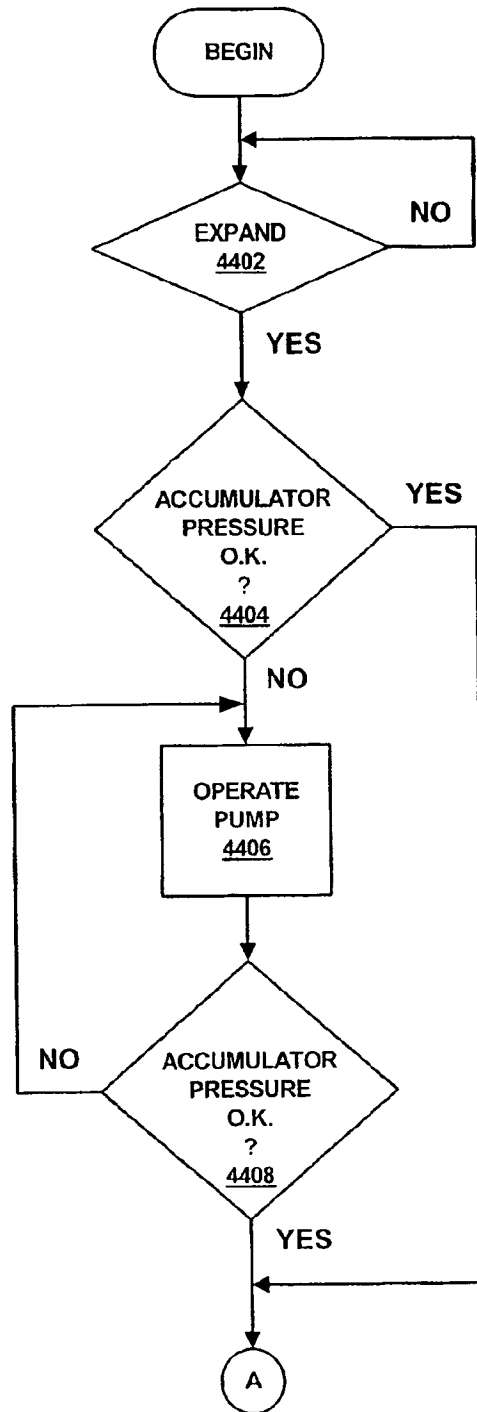 BEGIN
EXPAND
4402
NO
YES
ACCUMULATOR
PRESSURE
O.K.
?
4404
YES
NO
OPERATE
PUMP
4406
ACCUMULATOR
PRESSURE
O.K.
?
4408
NO
YES
A